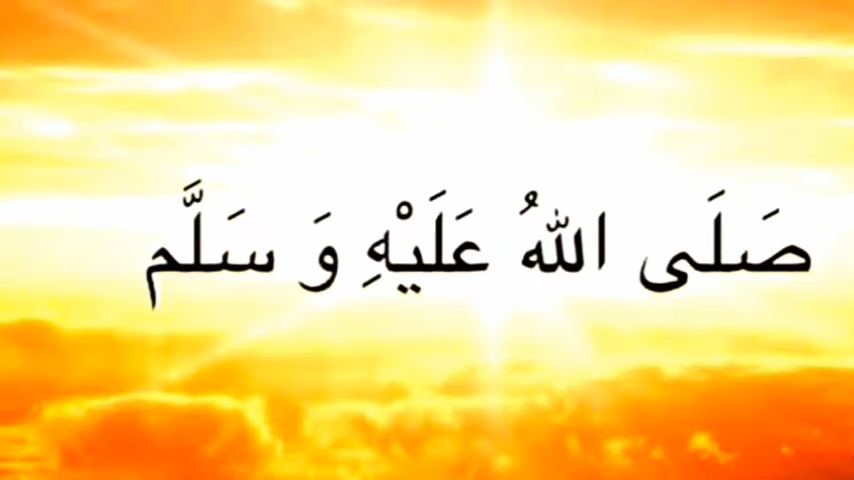 صَلَى اللهُ عَلَيْهِ وَ سَلَّم